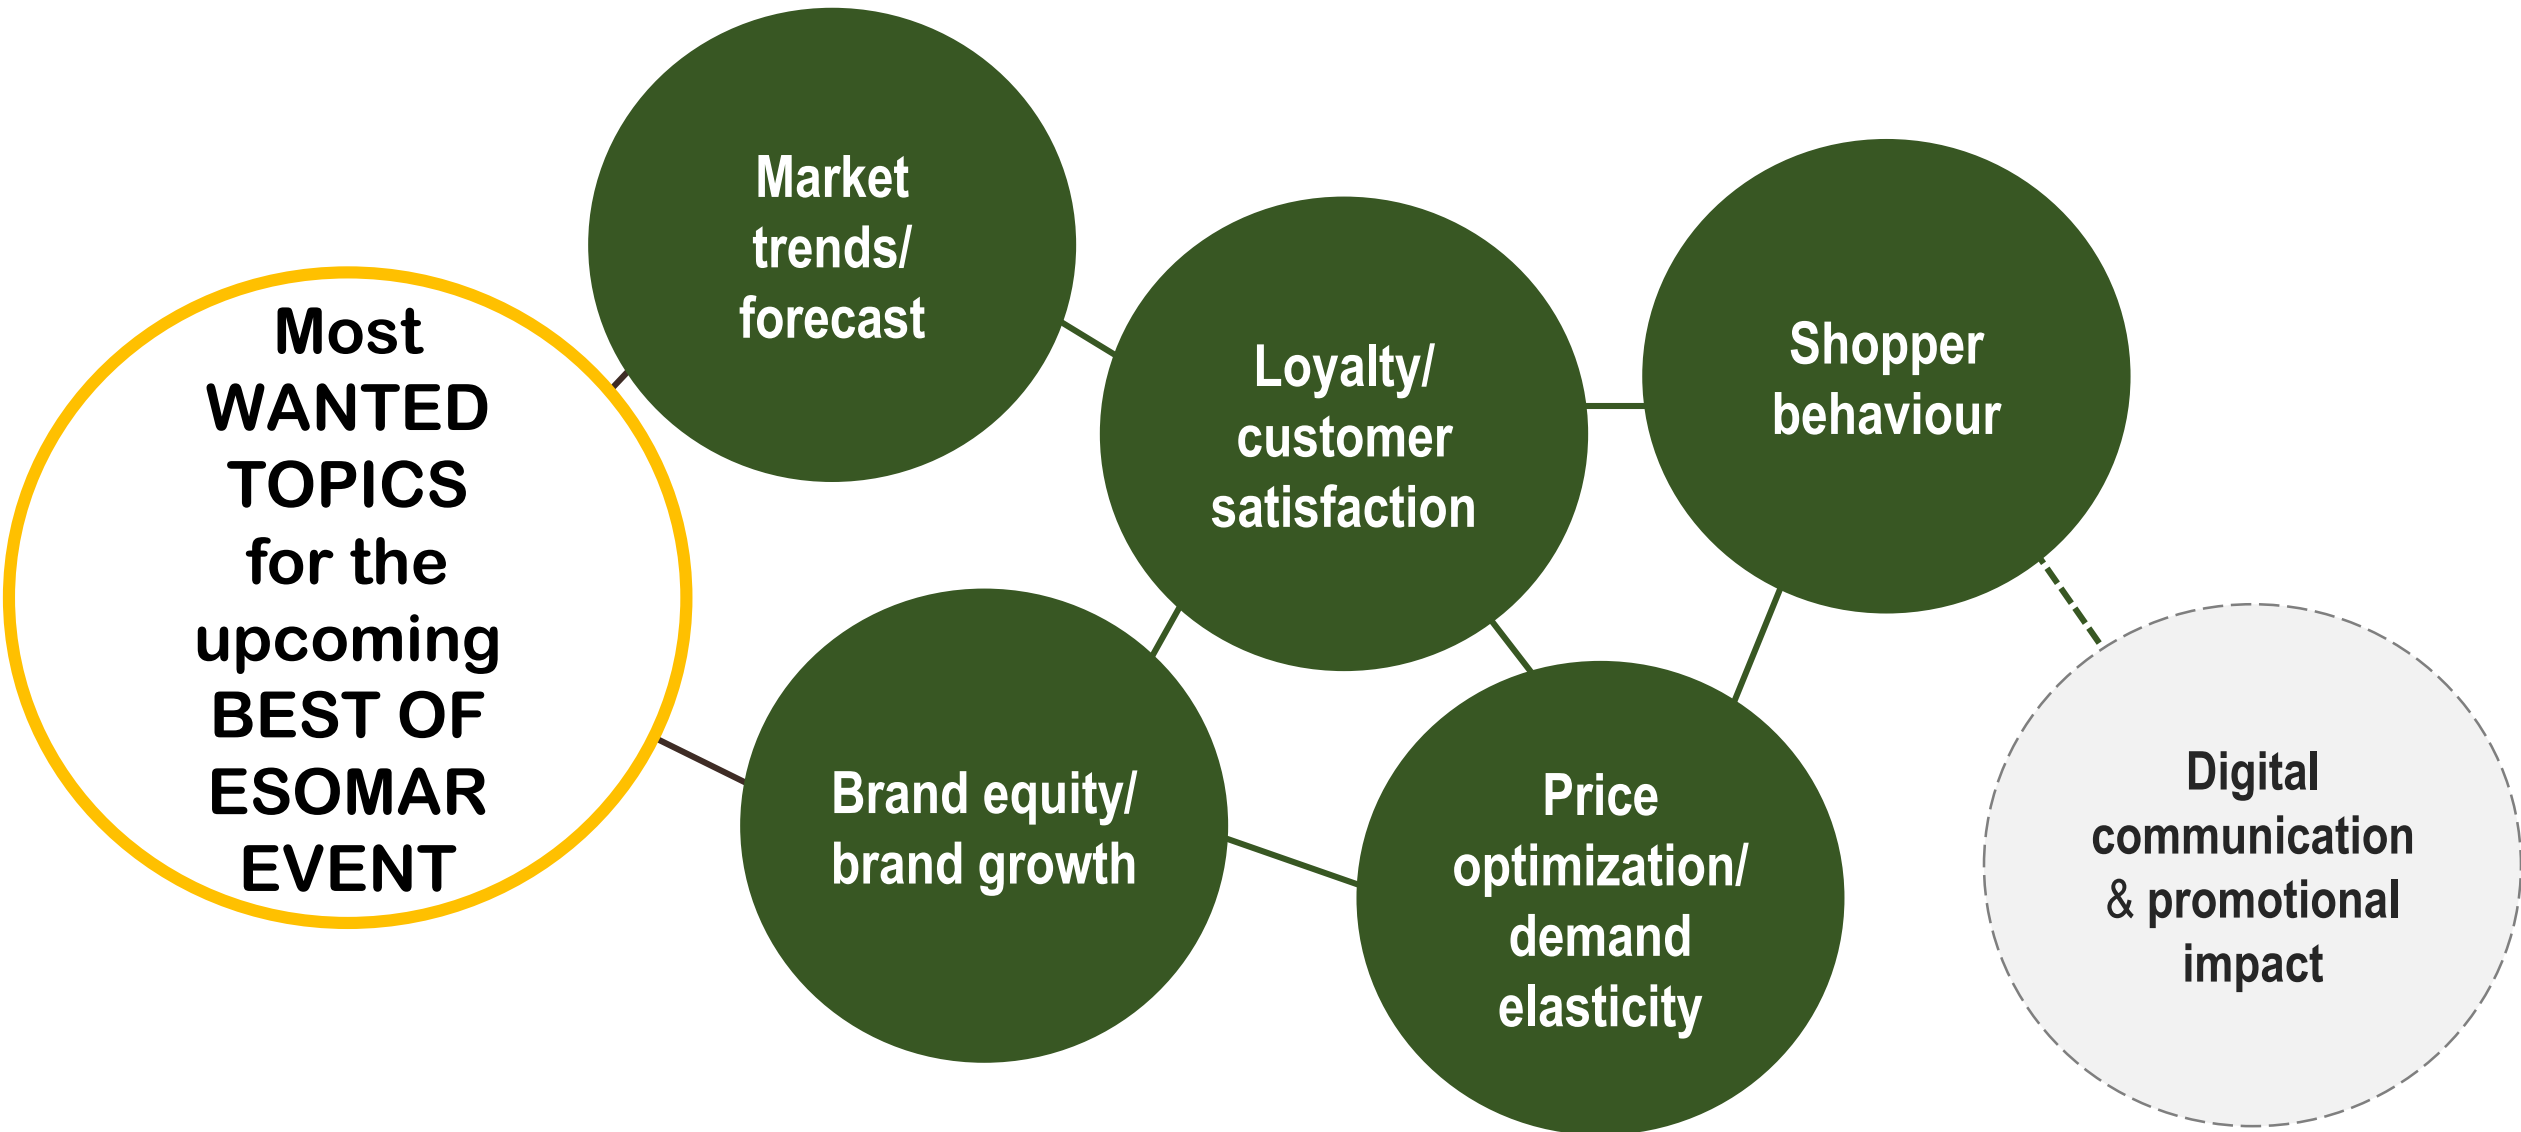 Most
WANTED
TOPICS
for the
upcoming
BEST OF
ESOMAR
EVENT
Market
trends/
forecast
Loyalty/
customer
satisfaction
Shopper
behaviour
Brand equity/
brand growth
Price
optimization/
demand
elasticity
Digital
communication
& promotional
impact